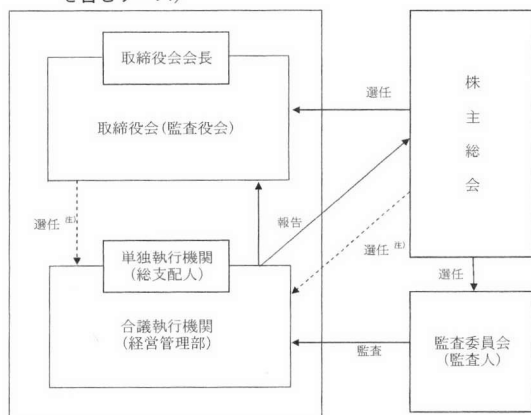 を含むケース)
取締役会会長
取締役会(監査役会)
選任
株
主
総
会
選任 注)
報告
選任 注)
単独執行機関
(総支配人)
選任
合議執行機関
(経営管理部)
監査
監査委員会
(監査人)